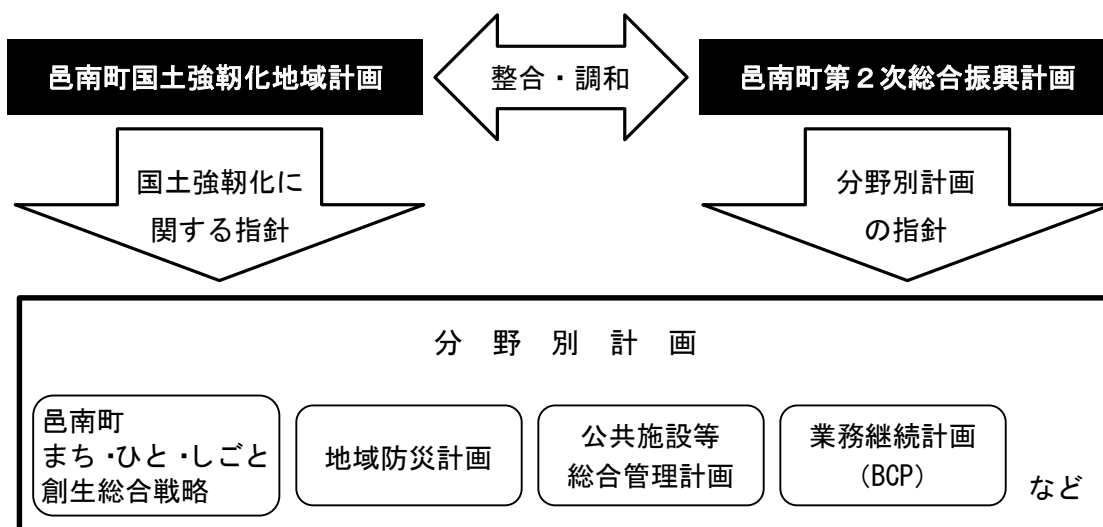 邑南町国土強靭化地域計画
整合・調和
邑南町第２次総合振興計画
国土強靭化に
関する指針
分野別計画
の指針
分野別計画
邑南町
まち・ひと・しごと
創生総合戦略
地域防災計画
公共施設等
総合管理計画
業務継続計画
(BCP)
など